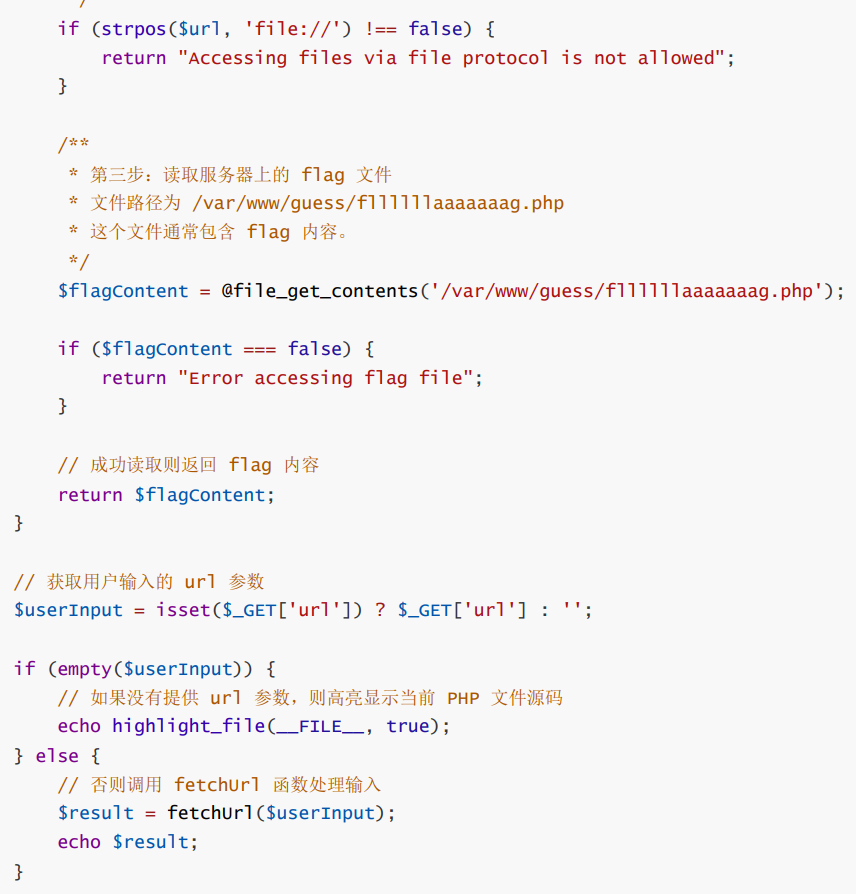 */
if (strpos($url, 'file://') !== false) {
return "Accessing files via file protocol is not allowed";
}
/**
* 第三步：读取服务器上的 flag 文件
* 文件路径为 /var/www/guess/fllllllaaaaaaag.php
* 这个文件通常包含 flag 内容。
*/
$flagContent = @file_get_contents('/var/www/guess/fllllllaaaaaaag.php');
if ($flagContent === false) {
return "Error accessing flag file";
}
// 成功读取则返回 flag 内容
return $flagContent;
}
// 获取用户输入的 url 参数
$userInput = isset($_GET['url']) ? $_GET['url'] : '';
if (empty($userInput)) {
// 如果没有提供 url 参数，则高亮显示当前 PHP 文件源码
echo highlight_file(__FILE__, true);
} else {
// 否则调用 fetchUrl 函数处理输入
$result = fetchUrl($userInput);
echo $result;
}